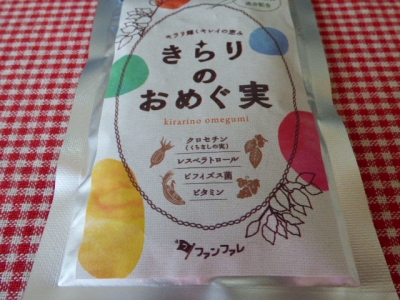 キラリ輝くキレイの恵み
きらり
の
おめぐ実
kirarino omegumi
クロセチン
(くちなしの実)
レスベラトロール
ビフィズス菌
ビタミン
ファンファレ